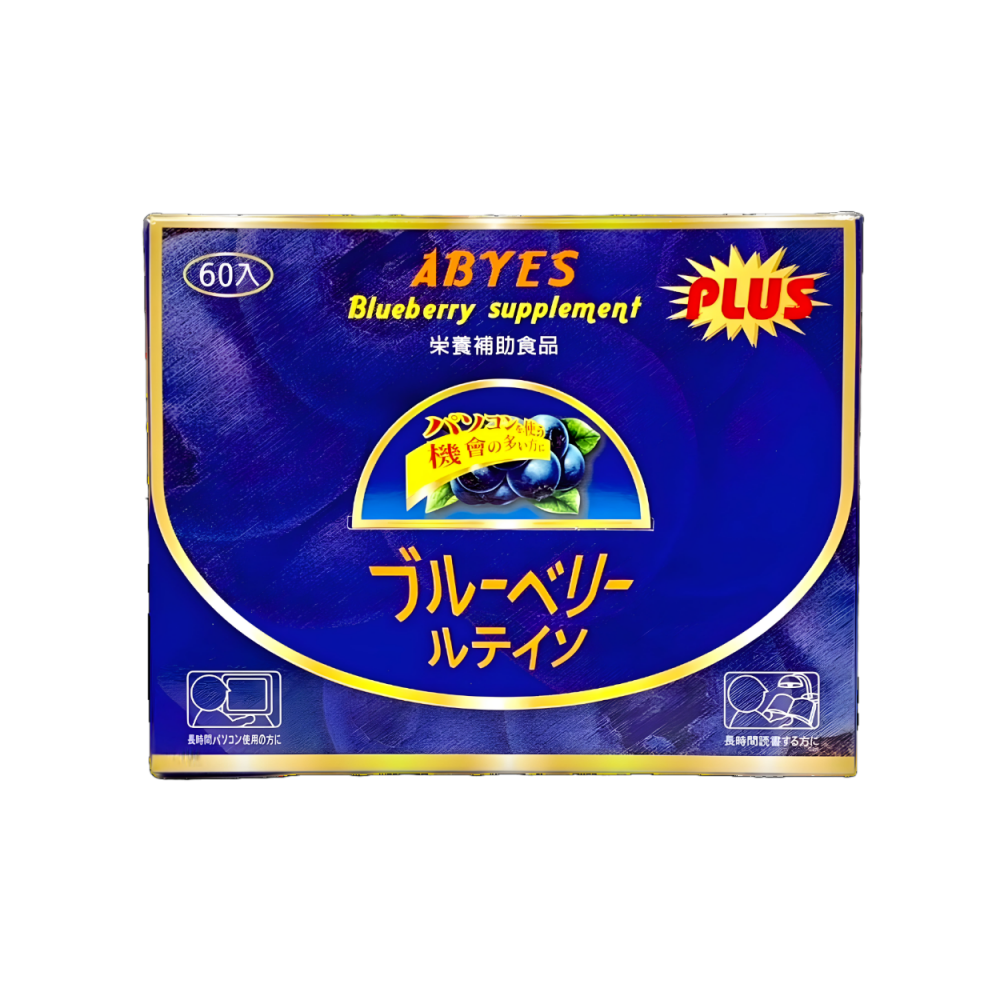 60入
ABYES
Blueberry supplement
PLUS
栄養補助食品
パソコンを使う
機會の多い方に
ブルーベリー
ルテイソ
長時間パソコン使用の方に
長時間読書する方に